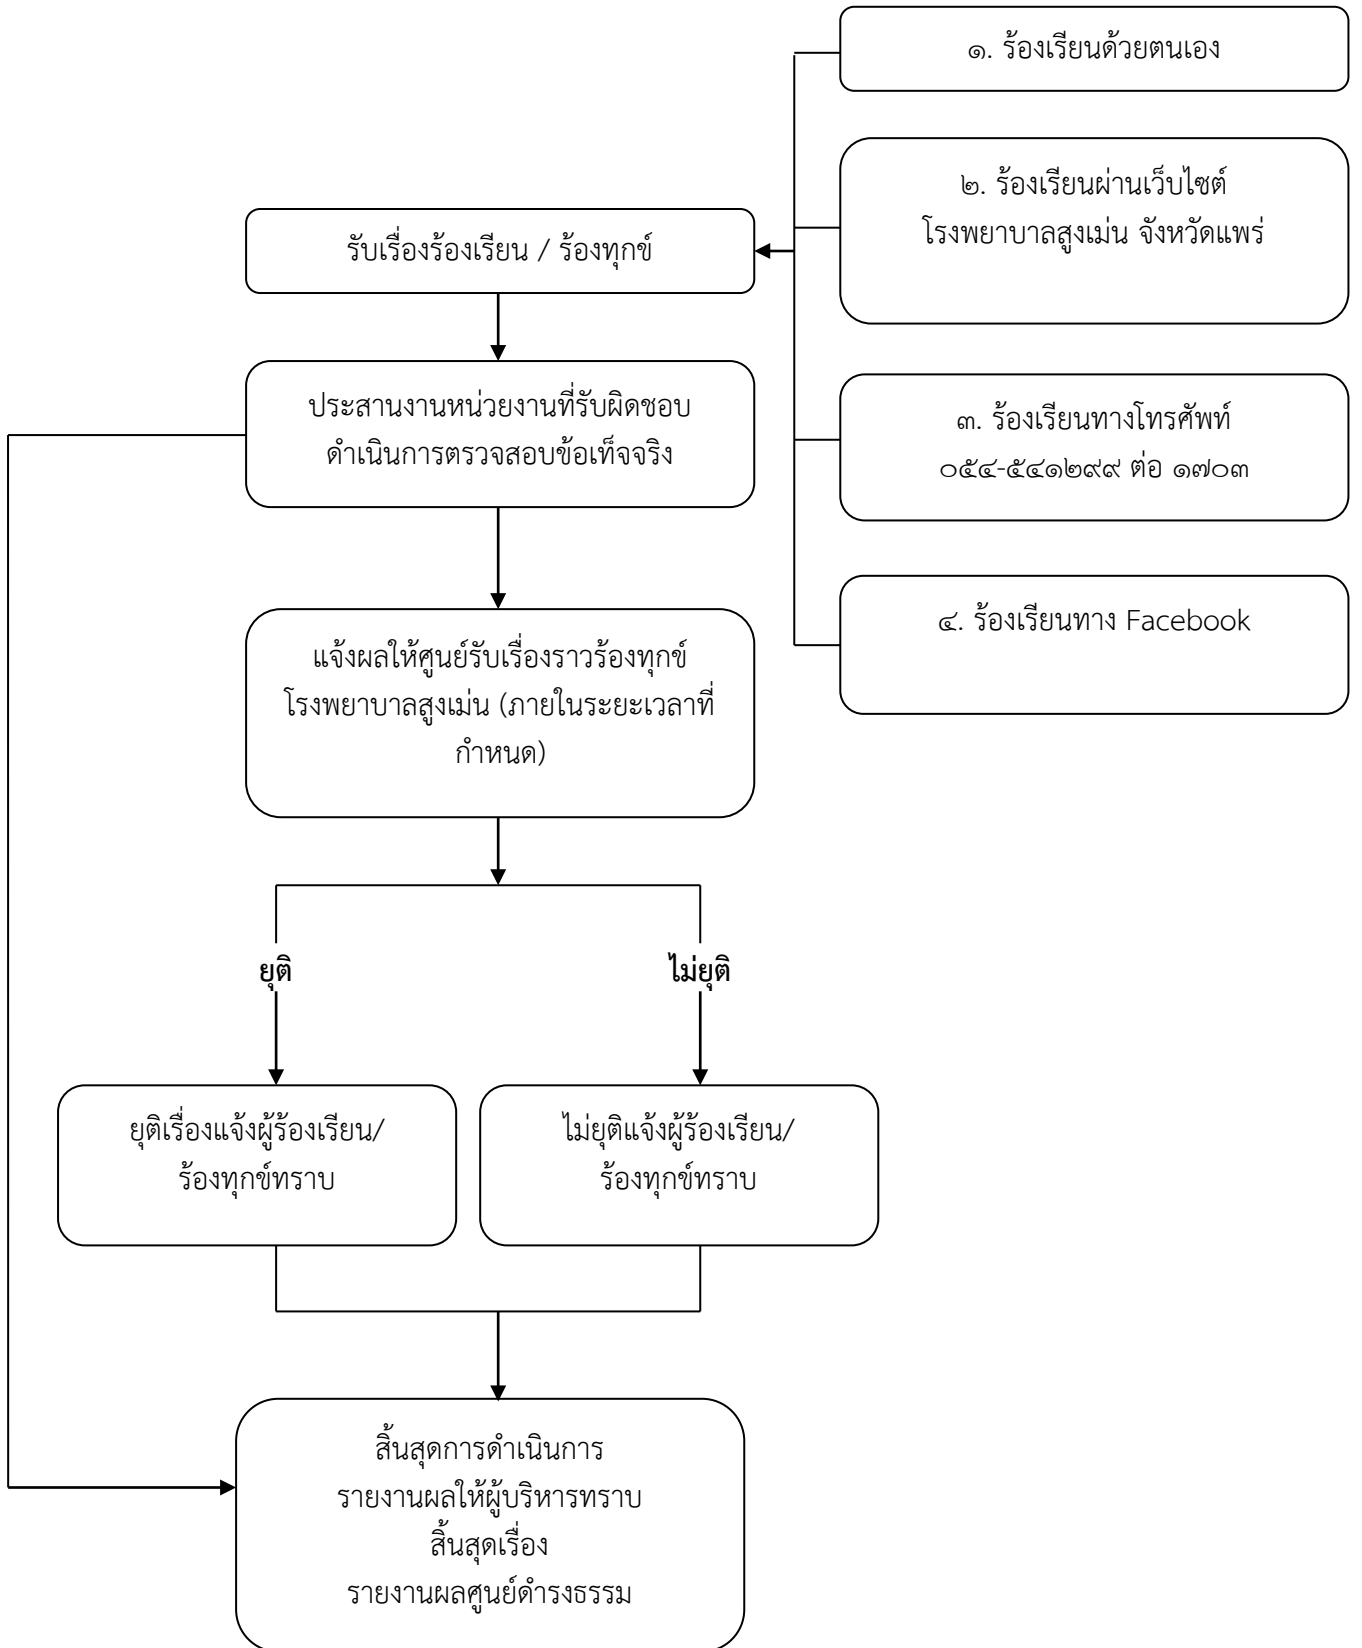 ๑. ร้องเรียนด้วยตนเอง
๒. ร้องเรียนผ่านเว็บไซต์
โรงพยาบาลสูงเม่น จังหวัดแพร่
รับเรื่องร้องเรียน / ร้องทุกข์
ประสานงานหน่วยงานที่รับผิดชอบ
ดำเนินการตรวจสอบข้อเท็จจริง
๓. ร้องเรียนทางโทรศัพท์
๐๕๔-๕๔๑๒๙๙ ต่อ ๑๗๐๓
๔. ร้องเรียนทาง Facebook
แจ้งผลให้ศูนย์รับเรื่องราวร้องทุกข์
โรงพยาบาลสูงเม่น (ภายในระยะเวลาที่
กำหนด)
ยุติ
ไม่ยุติ
ยุติเรื่องแจ้งผู้ร้องเรียน/
ร้องทุกข์ทราบ
ไม่ยุติแจ้งผู้ร้องเรียน/
ร้องทุกข์ทราบ
สิ้นสุดการดำเนินการ
รายงานผลให้ผู้บริหารทราบ
สิ้นสุดเรื่อง
รายงานผลศูนย์ดำรงธรรม